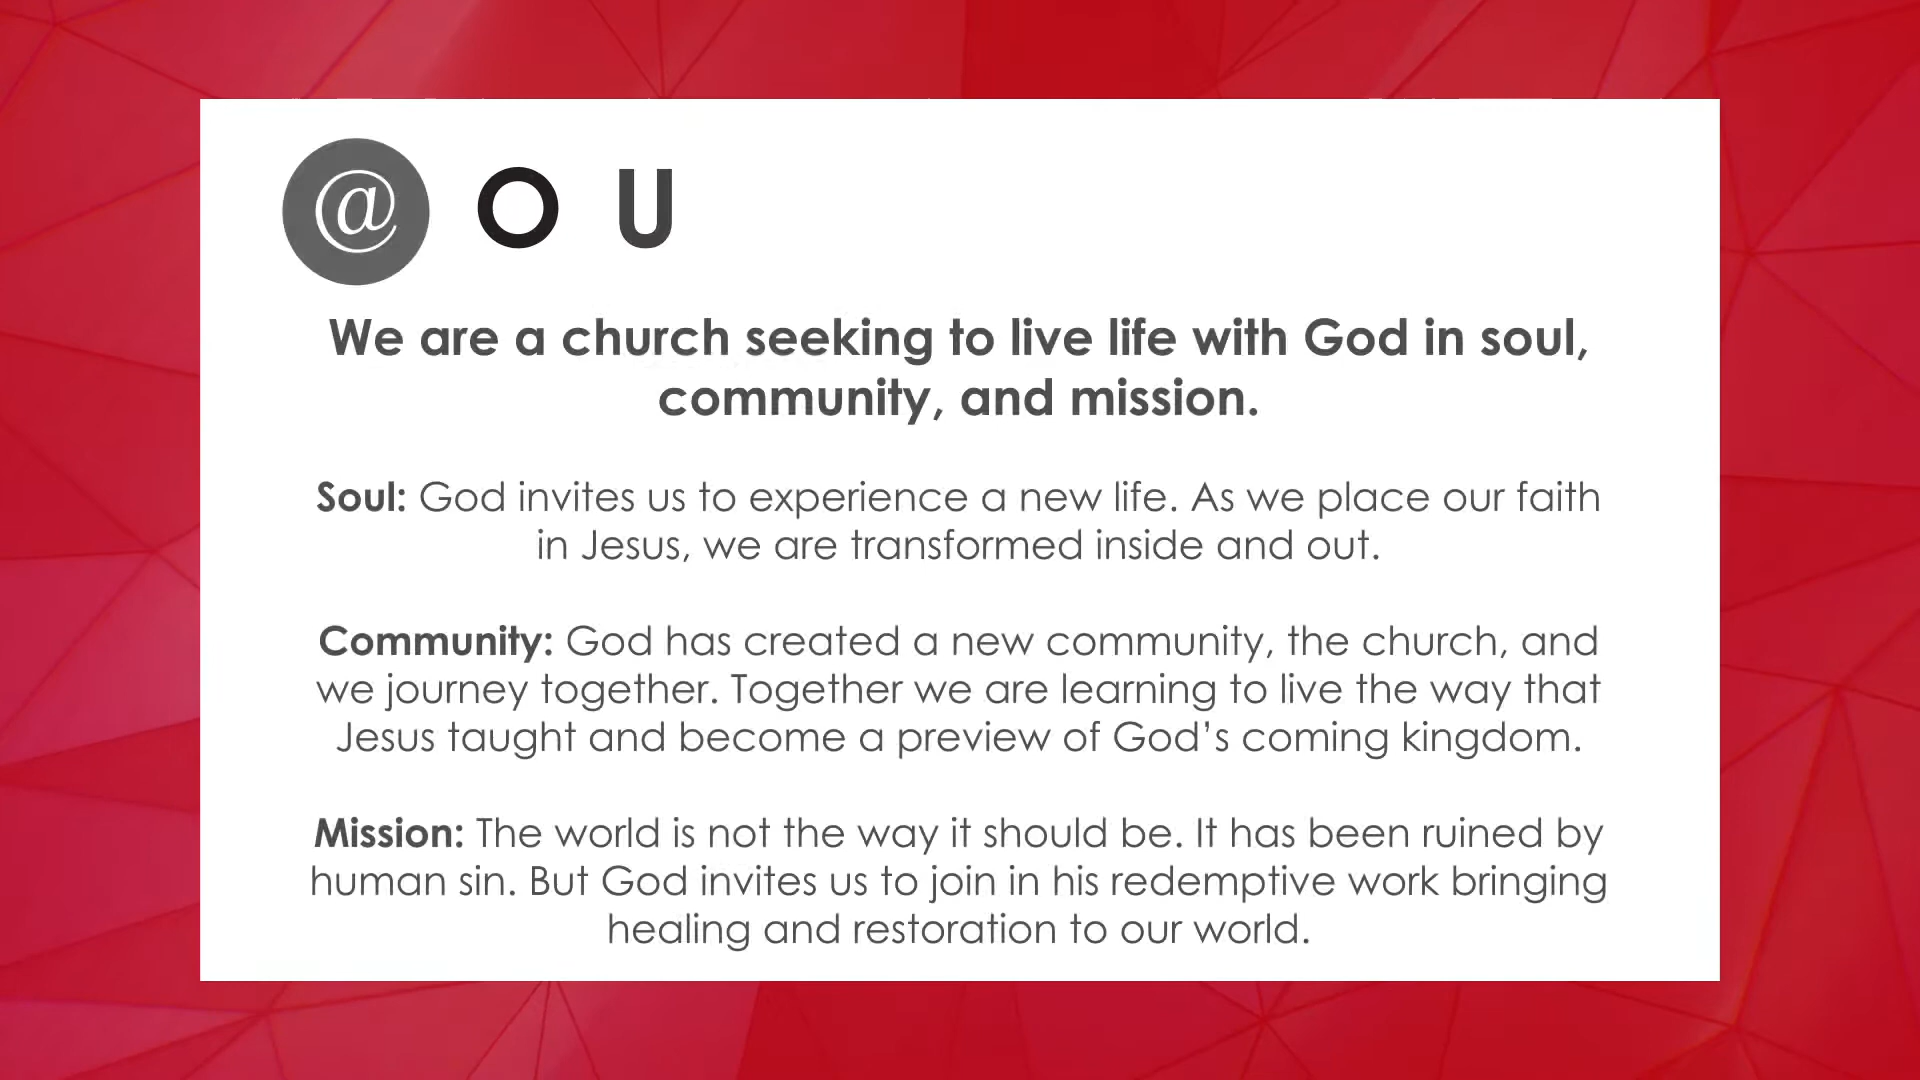 @ O U
We are a church seeking to live life with God in soul,
community, and mission.
Soul: God invites us to experience a new life. As we place our faith
in Jesus, we are transformed inside and out.
Community: God has created a new community, the church, and
we journey together. Together we are learning to live the way that
Jesus taught and become a preview of God’s coming kingdom.
Mission: The world is not the way it should be. It has been ruined by
human sin. But God invites us to join in his redemptive work bringing
healing and restoration to our world.